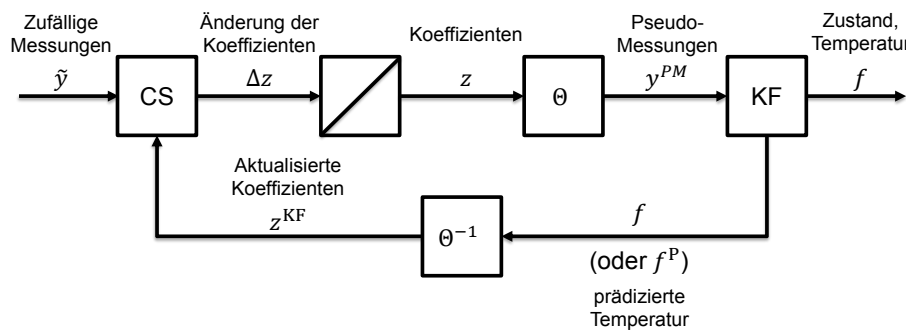 Zufällige
Messungen
ỹ
CS
Änderung der
Koeffizienten
Δz
Koeffizienten
z
Θ
Pseudo-
Messungen
y^PM
KF
Zustand,
Temperatur
f
Aktualisierte
Koeffizienten
z^KF
Θ⁻¹
f
(oder f^P)
prädizierte
Temperatur